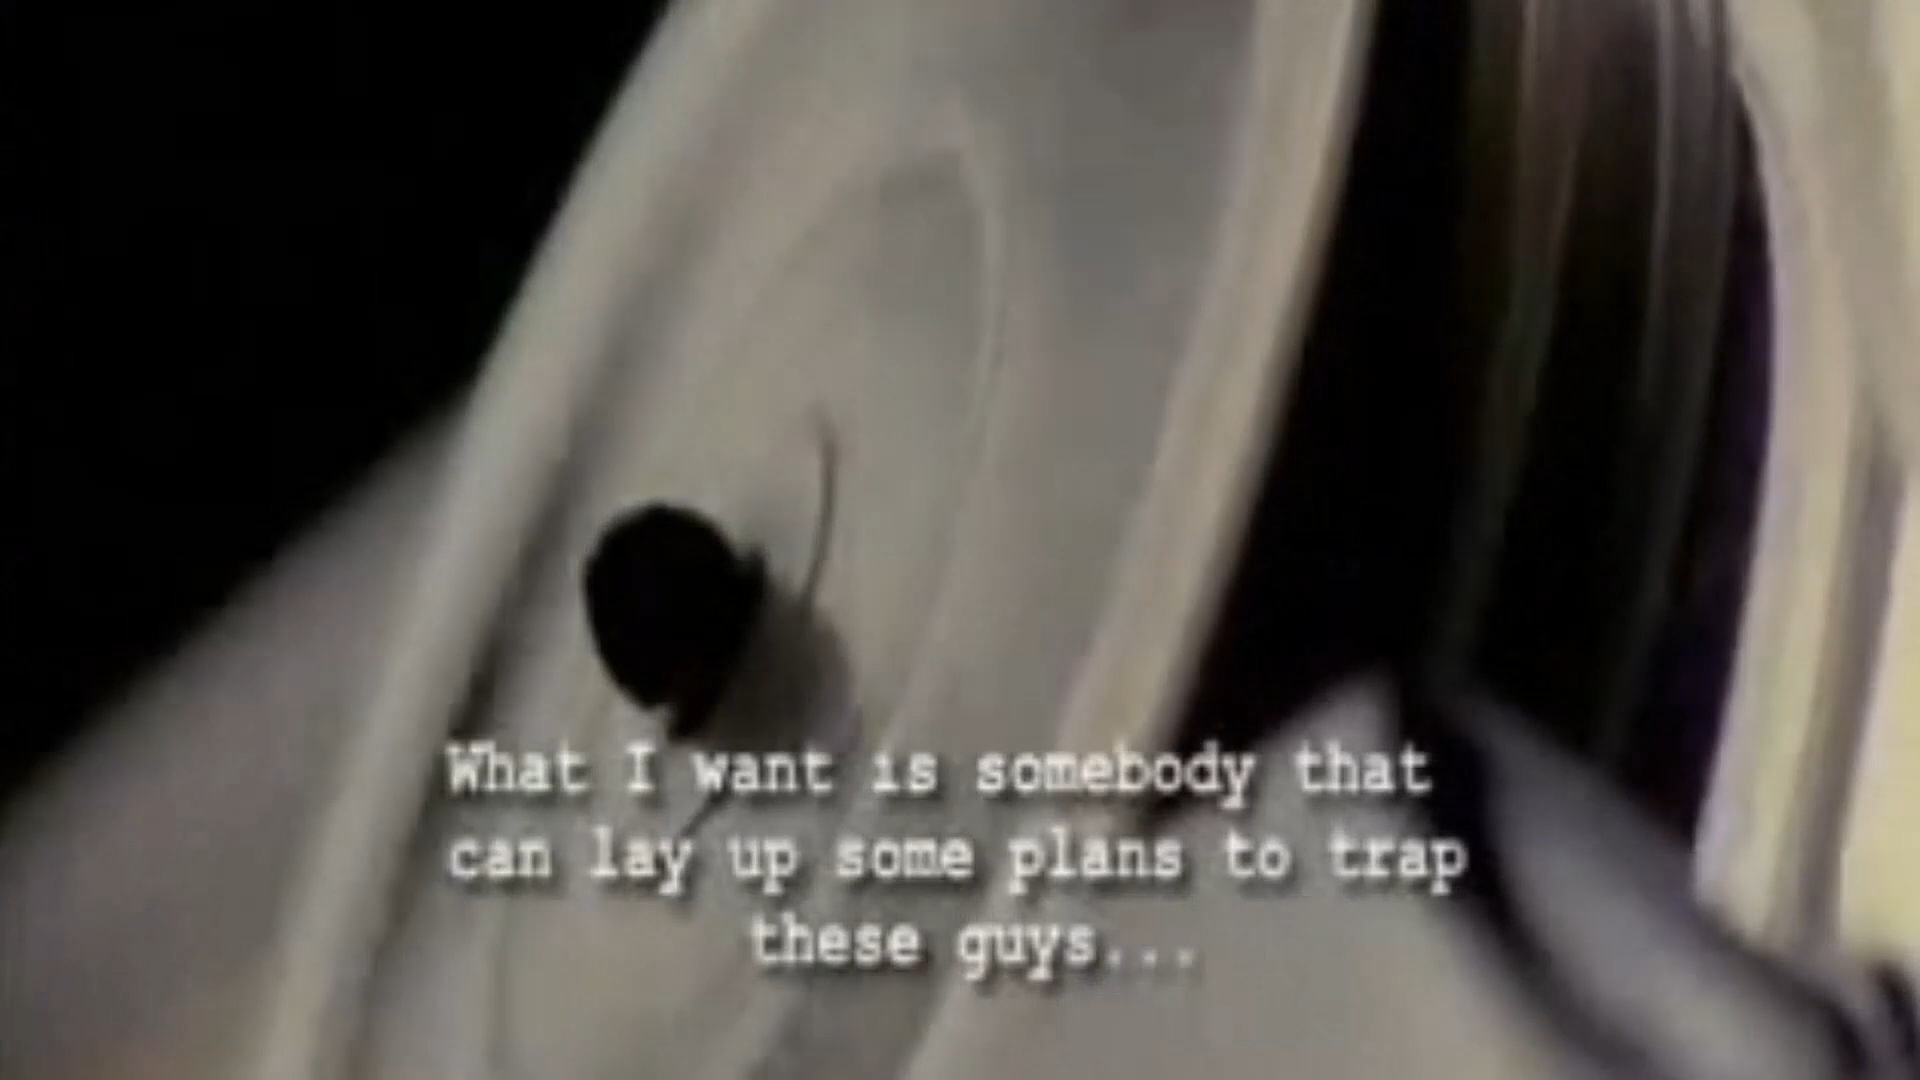 What I want is somebody that
can lay up some plans to trap
these guys...